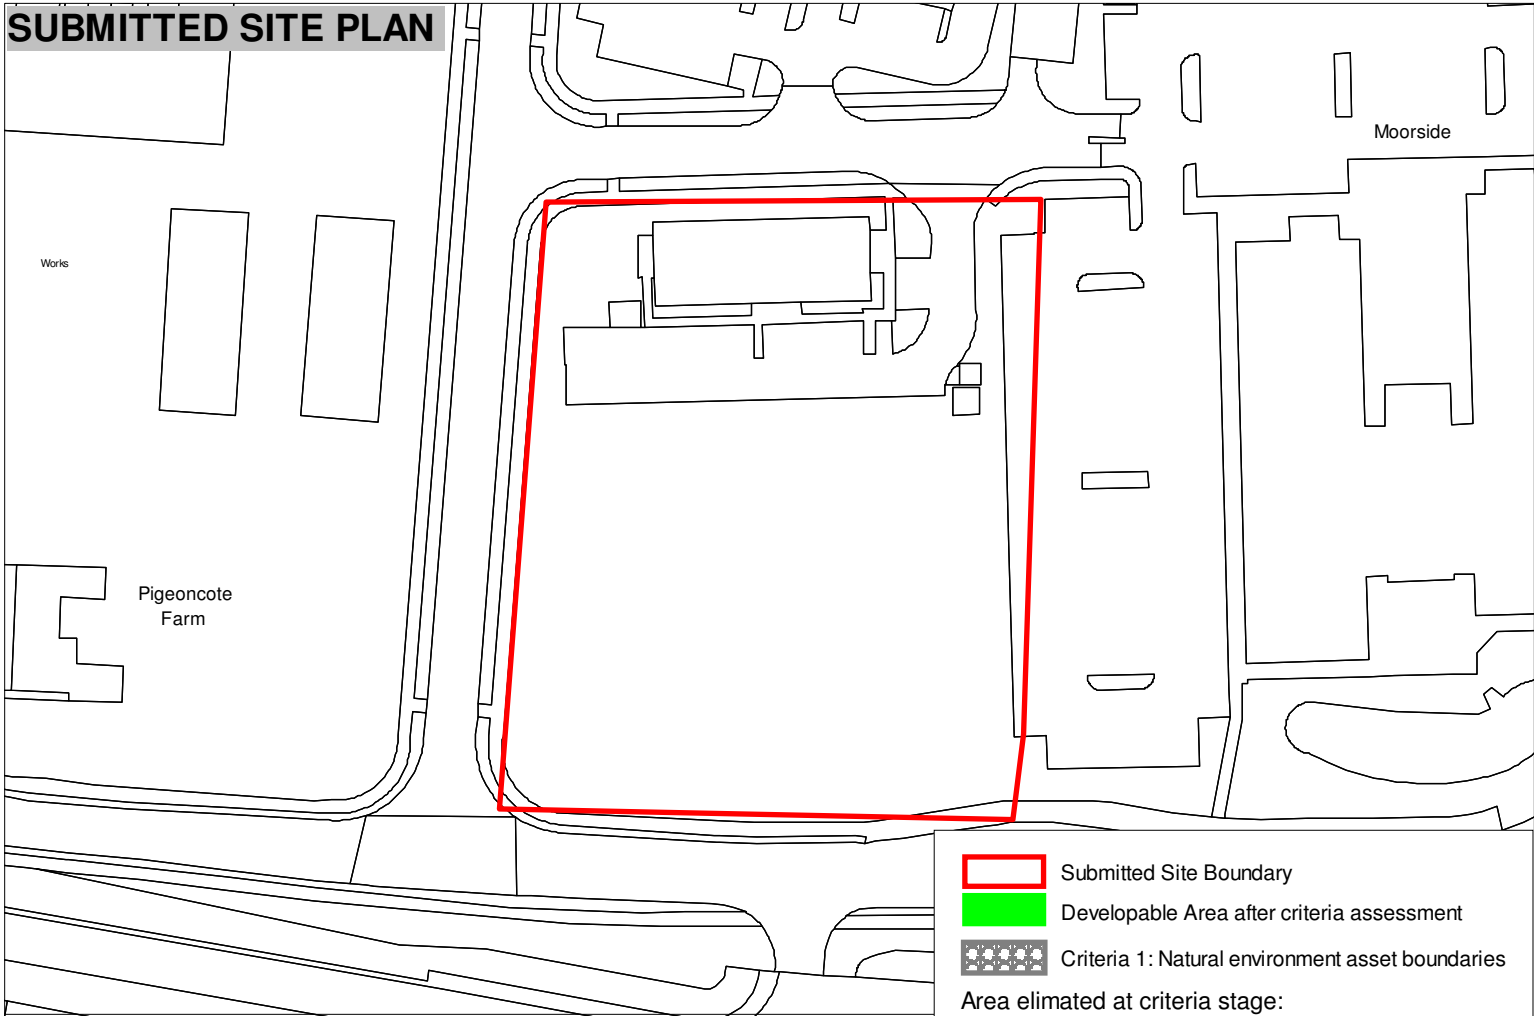 SUBMITTED SITE PLAN
Moorside
Works
Pigeoncote
Farm
Submitted Site Boundary
Developable Area after criteria assessment
Criteria 1: Natural environment asset boundaries
Area elimated at criteria stage: